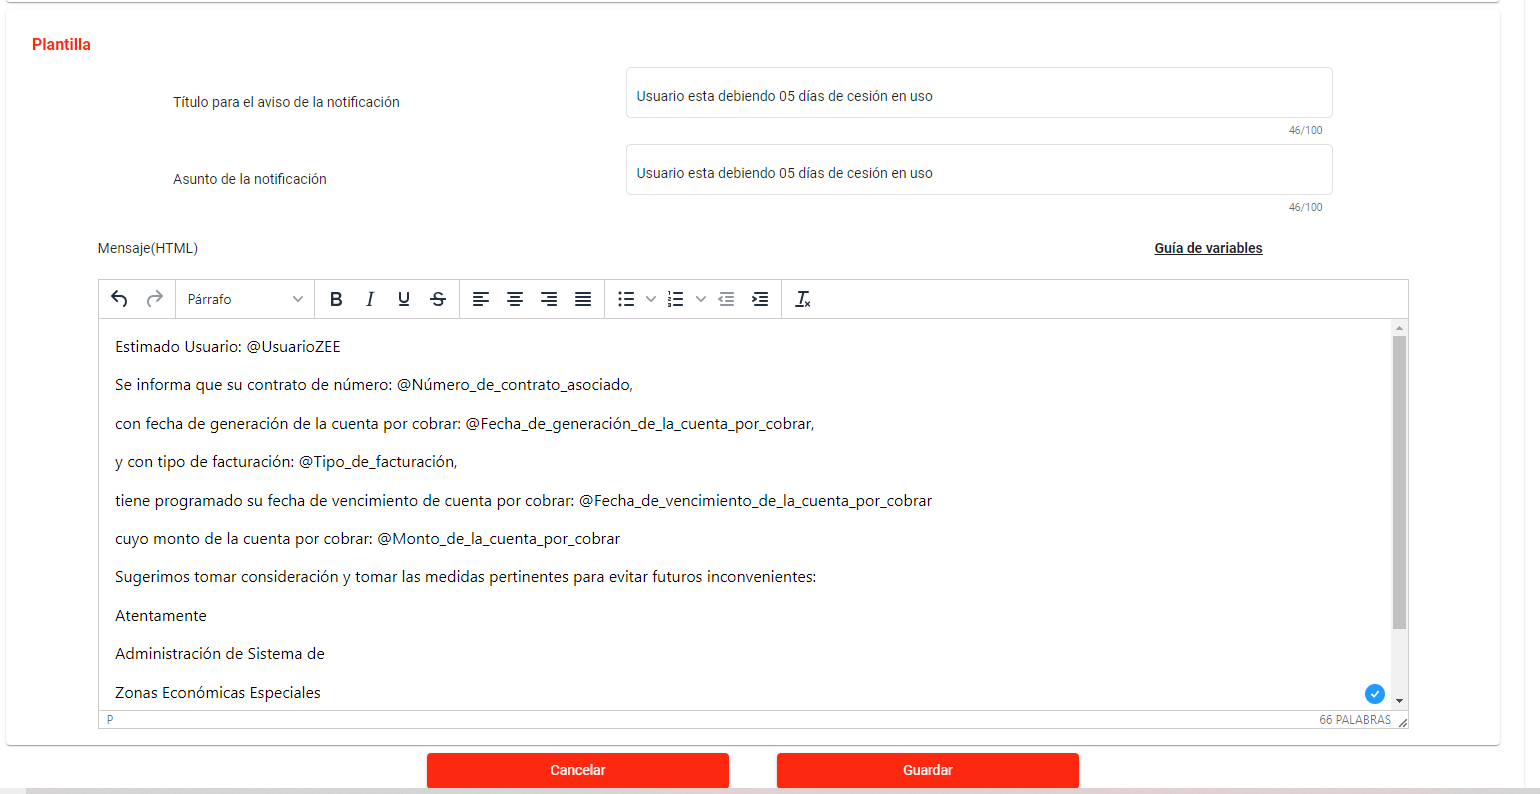 Plantilla
Título para el aviso de la notificación
Usuario esta debiendo 05 días de cesión en uso
46/100
Asunto de la notificación
Usuario esta debiendo 05 días de cesión en uso
46/100
Mensaje(HTML)
Guía de variables
Párrafo
Estimado Usuario: @UsuarioZEE
Se informa que su contrato de número: @Número_de_contrato_asociado,
con fecha de generación de la cuenta por cobrar: @Fecha_de_generación_de_la_cuenta_por_cobrar,
y con tipo de facturación: @Tipo_de_facturación,
tiene programado su fecha de vencimiento de cuenta por cobrar: @Fecha_de_vencimiento_de_la_cuenta_por_cobrar
cuyo monto de la cuenta por cobrar: @Monto_de_la_cuenta_por_cobrar
Sugerimos tomar consideración y tomar las medidas pertinentes para evitar futuros inconvenientes:
Atentamente
Administración de Sistema de
Zonas Económicas Especiales
P
66 PALABRAS
Cancelar
Guardar